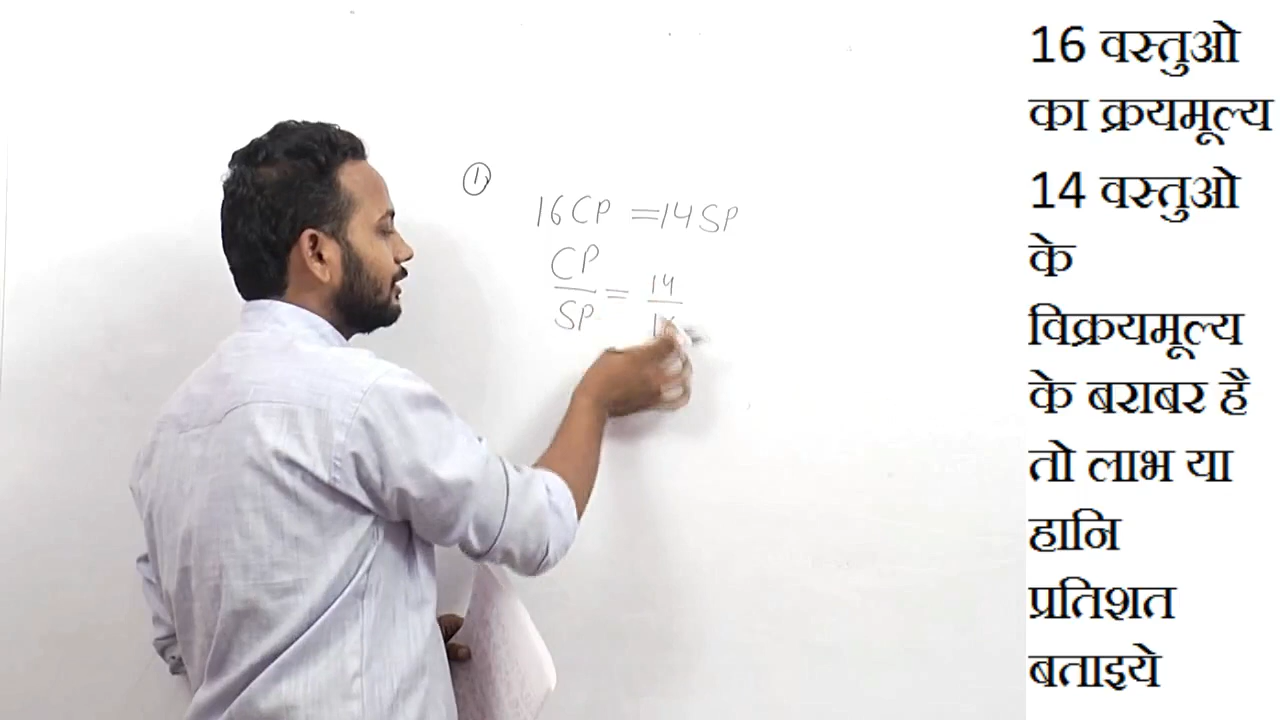 ①
16CP = 14SP
CP/SP = 14/
16 वस्तुओ
का क्रयमूल्य
14 वस्तुओ
के
विक्रयमूल्य
के बराबर है
तो लाभ या
हानि
प्रतिशत
बताइये